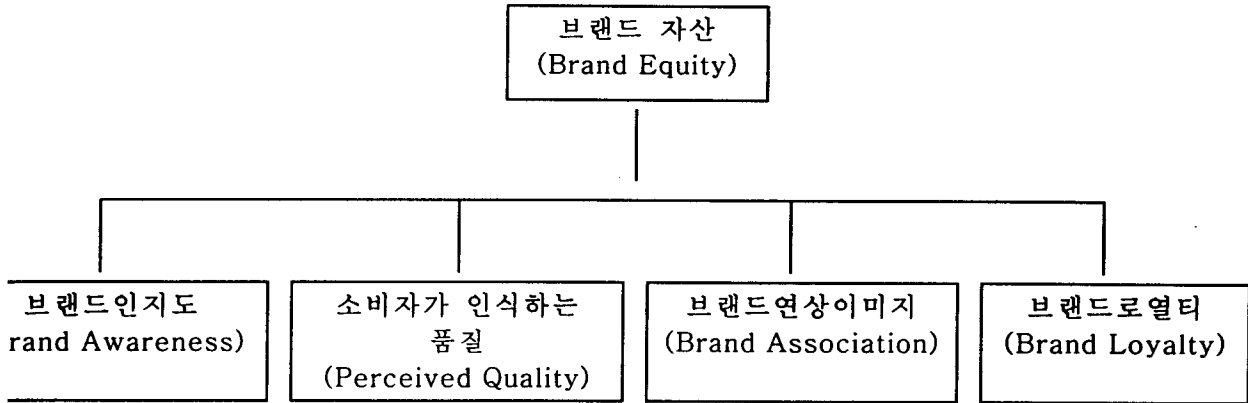 브랜드 자산
(Brand Equity)
브랜드인지도
rand Awareness)
소비자가 인식하는
품질
(Perceived Quality)
브랜드연상이미지
(Brand Association)
브랜드로열티
(Brand Loyalty)